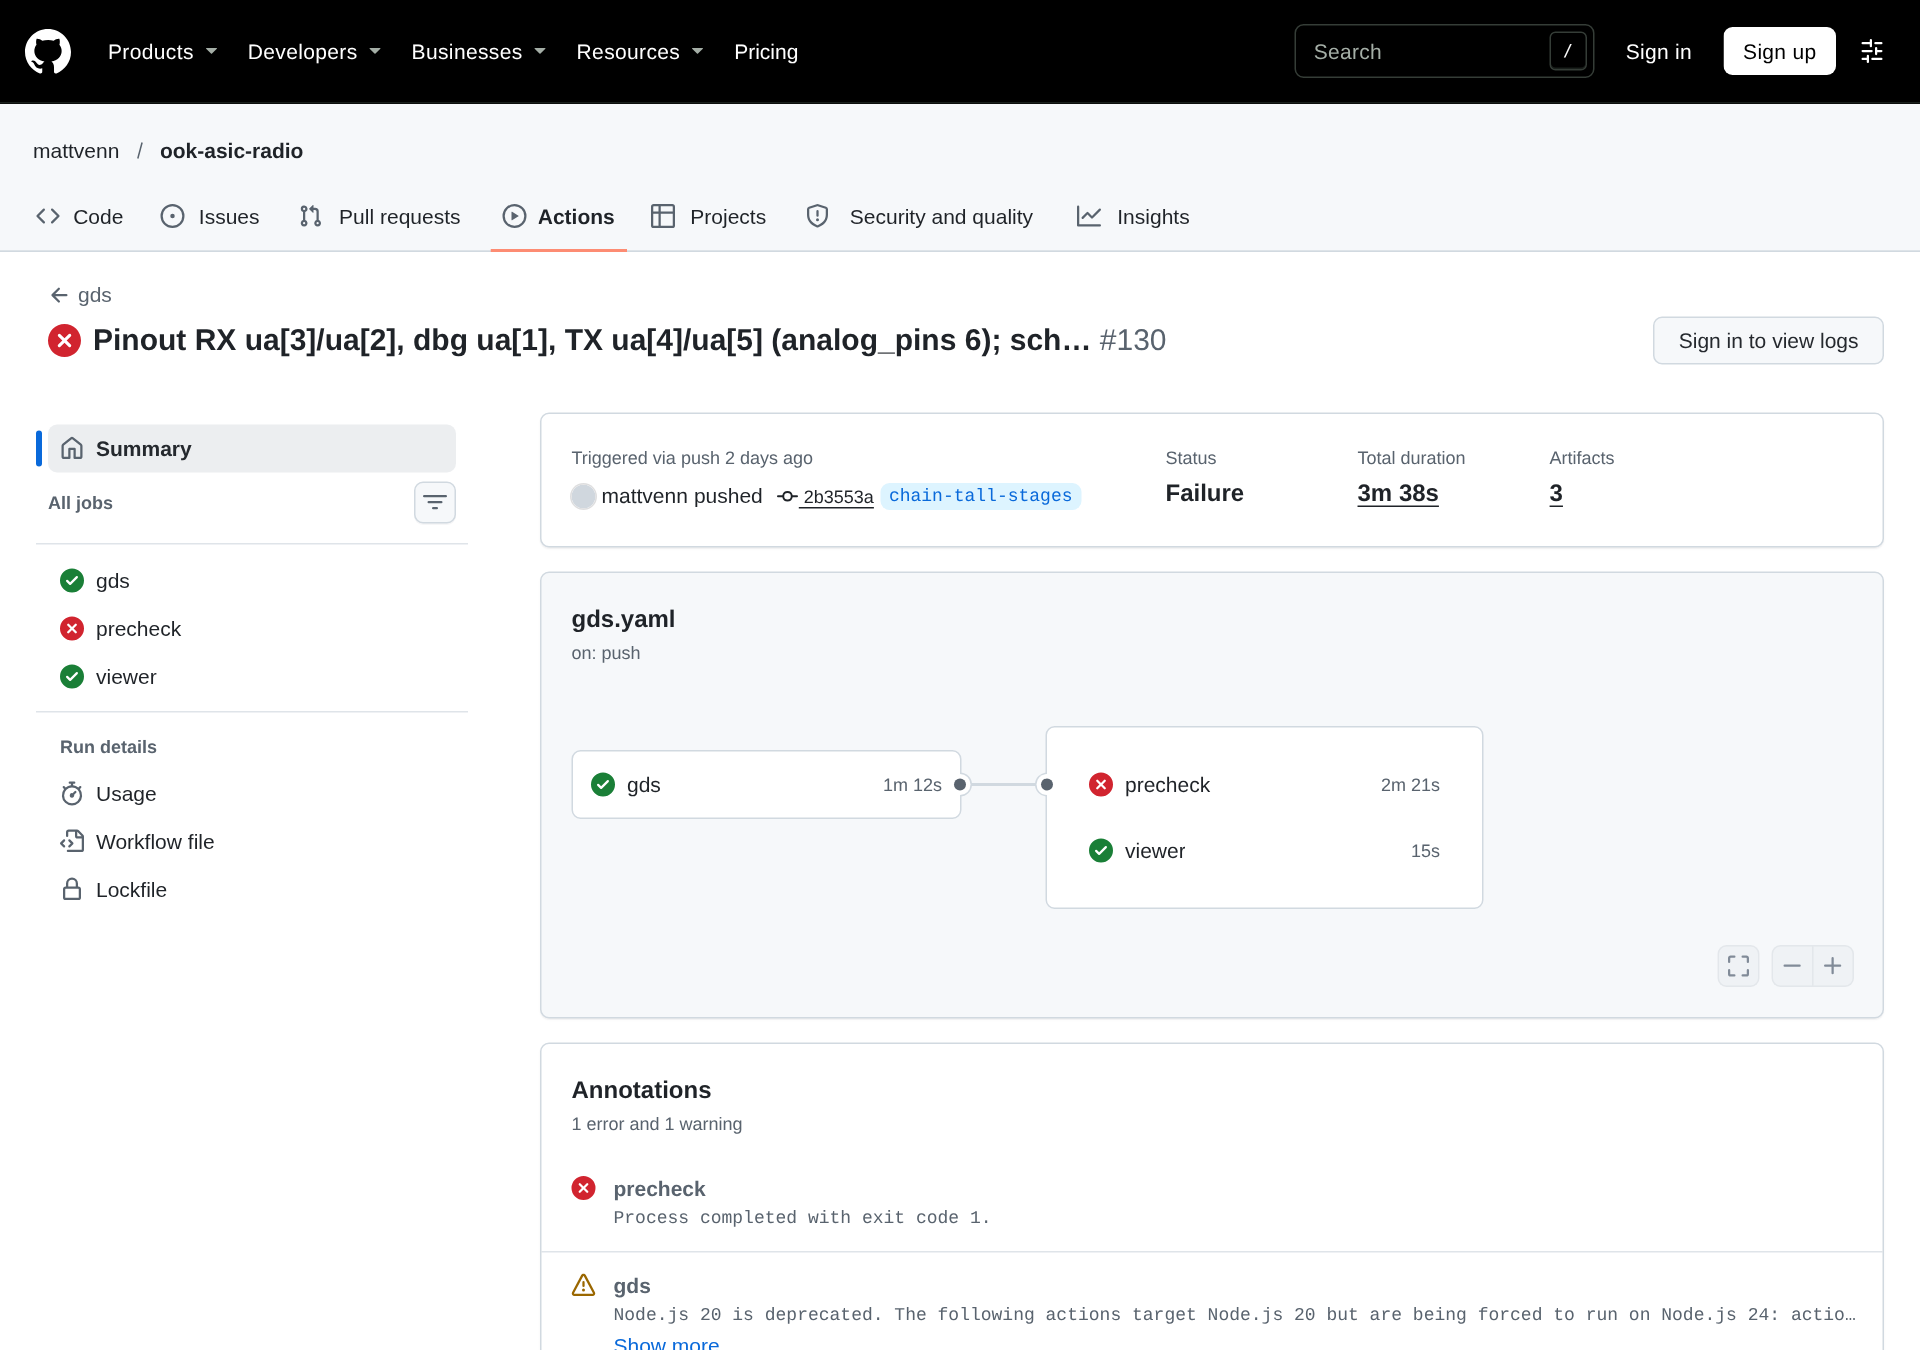 Products Developers Businesses Resources Pricing Search / Sign in Sign up
mattvenn / ook-asic-radio
Code Issues Pull requests Actions Projects Security and quality Insights
gds
Pinout RX ua[3]/ua[2], dbg ua[1], TX ua[4]/ua[5] (analog_pins 6); sch… #130
Sign in to view logs
Summary
All jobs
gds
precheck
viewer
Run details
Usage
Workflow file
Lockfile
Triggered via push 2 days ago
mattvenn pushed 2b3553a chain-tall-stages
Status
Failure
Total duration
3m 38s
Artifacts
3
gds.yaml
on: push
gds 1m 12s
precheck 2m 21s
viewer 15s
Annotations
1 error and 1 warning
precheck
Process completed with exit code 1.
gds
Node.js 20 is deprecated. The following actions target Node.js 20 but are being forced to run on Node.js 24: actio…
Show more